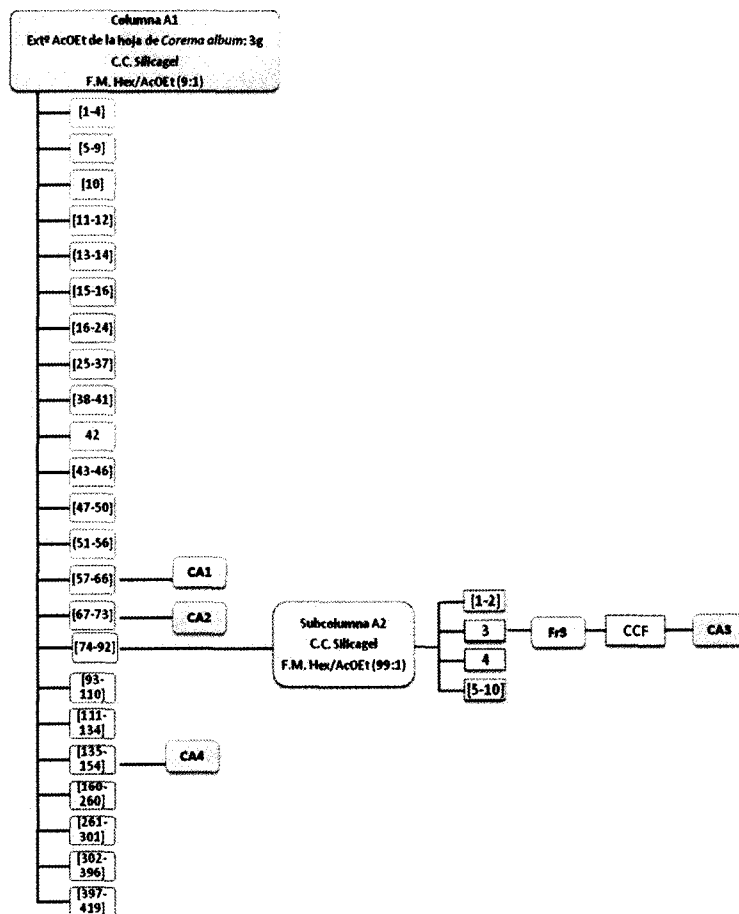 Columna A1
Extº AcOEt de la hoja de Corema album: 3g
C.C. Silicagel
F.M. Hex/AcOEt (9:1)
[1-4]
[5-9]
[10]
[11-12]
[13-14]
[15-16]
[16-24]
[25-37]
[38-41]
42
[43-46]
[47-50]
[51-56]
[57-66]
CA1
[67-73]
CA2
[74-92]
Subcolumna A2
C.C. Silicagel
F.M. Hex/AcOEt (99:1)
[1-2]
3
Fr3
CCF
CA3
4
[5-10]
[93-
110]
[111-
134]
[135-
154]
CA4
[160-
260]
[261-
301]
[302-
396]
[397-
419]